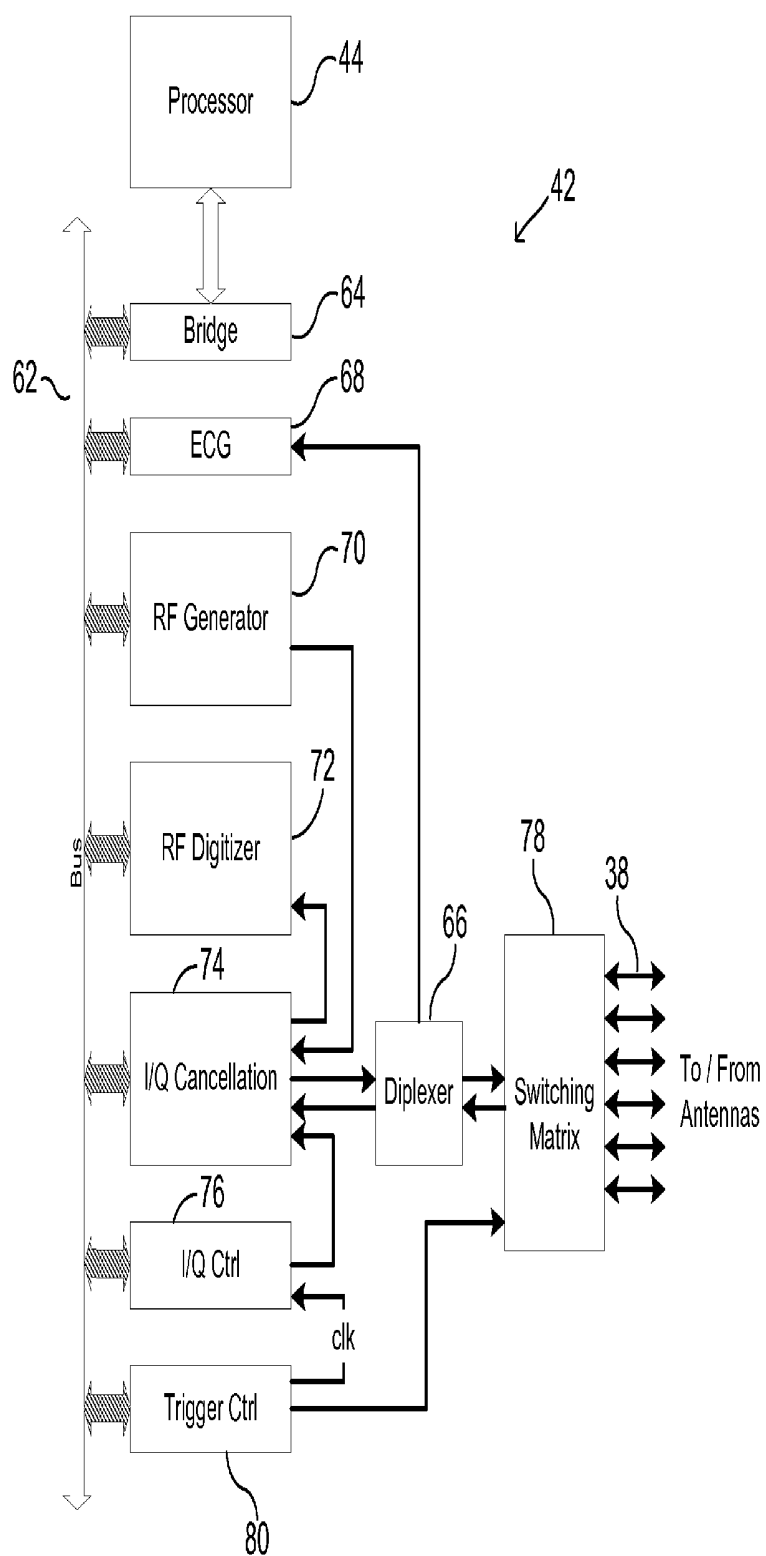 44
Processor
42
64
Bridge
62
68
ECG
70
RF Generator
72
RF Digitizer
Bus
78
38
66
74
I/Q Cancellation
Diplexer
Switching
Matrix
To / From
Antennas
76
I/Q Ctrl
clk
Trigger Ctrl
80